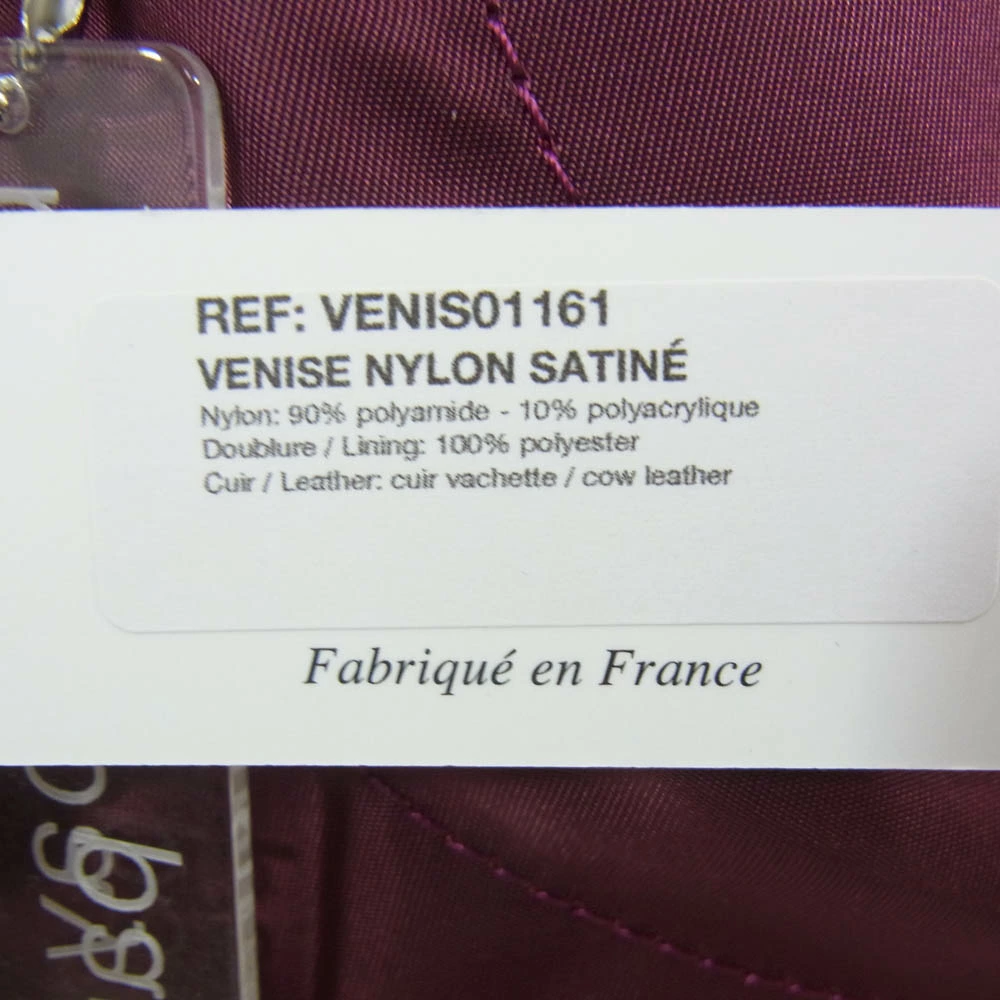 REF: VENIS01161
VENISE NYLON SATINÉ
Nylon: 90% polyamide - 10% polyacrylique
Doublure / Lining: 100% polyester
Cuir / Leather: cuir vachette / cow leather
Fabriqué en France